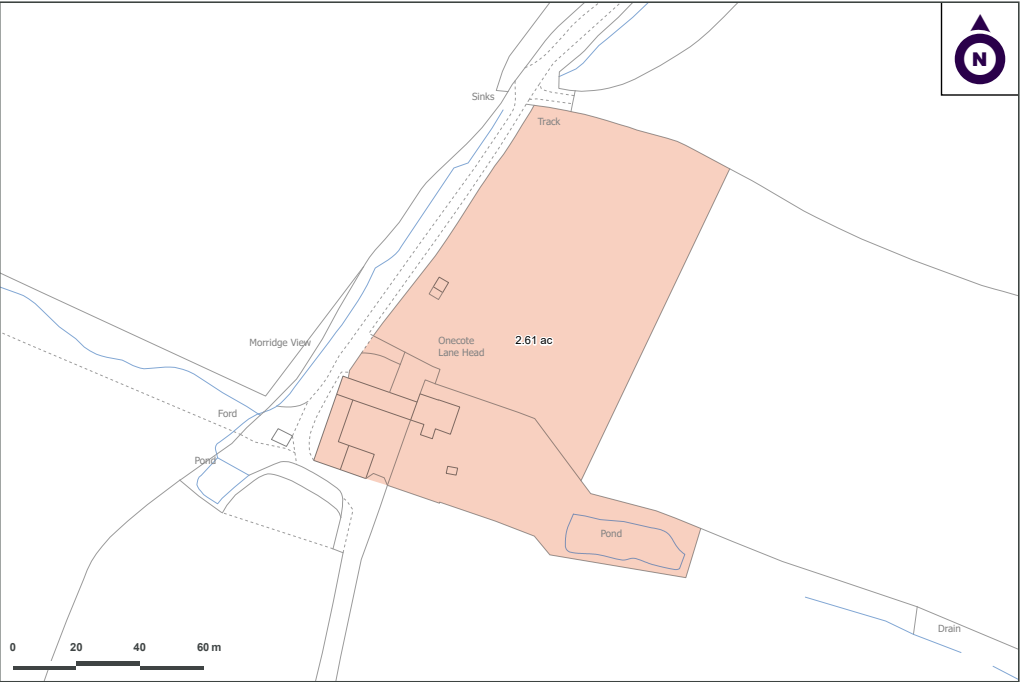 N
Sinks
Track
2.61 ac
Onecote
Lane Head
Morridge View
Ford
Pond
Pond
Drain
0 20 40 60 m